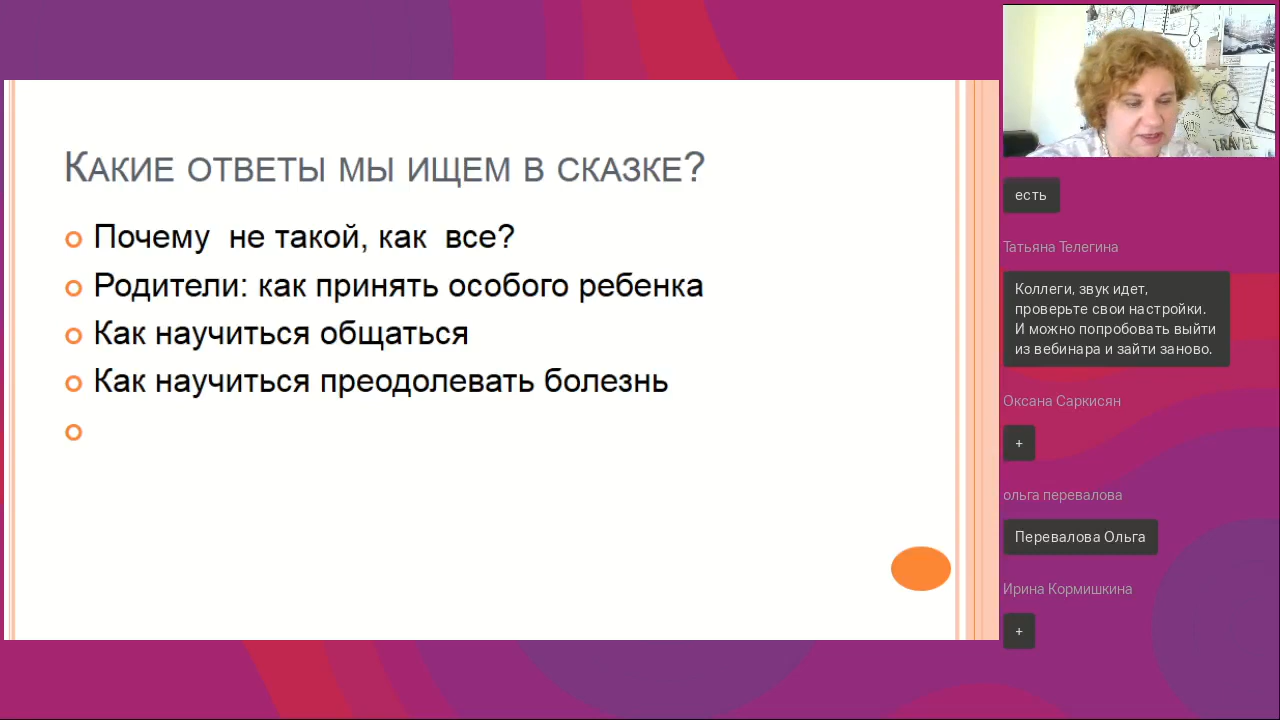 Какие ответы мы ищем в сказке?
Почему не такой, как все?
Родители: как принять особого ребенка
Как научиться общаться
Как научиться преодолевать болезнь
TRAVEL
есть
Татьяна Телегина
Коллеги, звук идет,
проверьте свои настройки.
И можно попробовать выйти
из вебинара и зайти заново.
Оксана Саркисян
+
ольга перевалова
Перевалова Ольга
Ирина Кормишкина
+